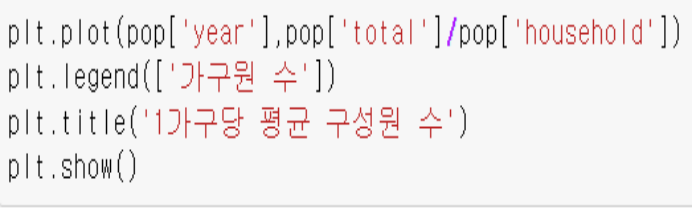 plt.plot(pop['year'],pop['total']/pop['household'])
plt.legend(['가구원 수'])
plt.title('1가구당 평균 구성원 수')
plt.show()